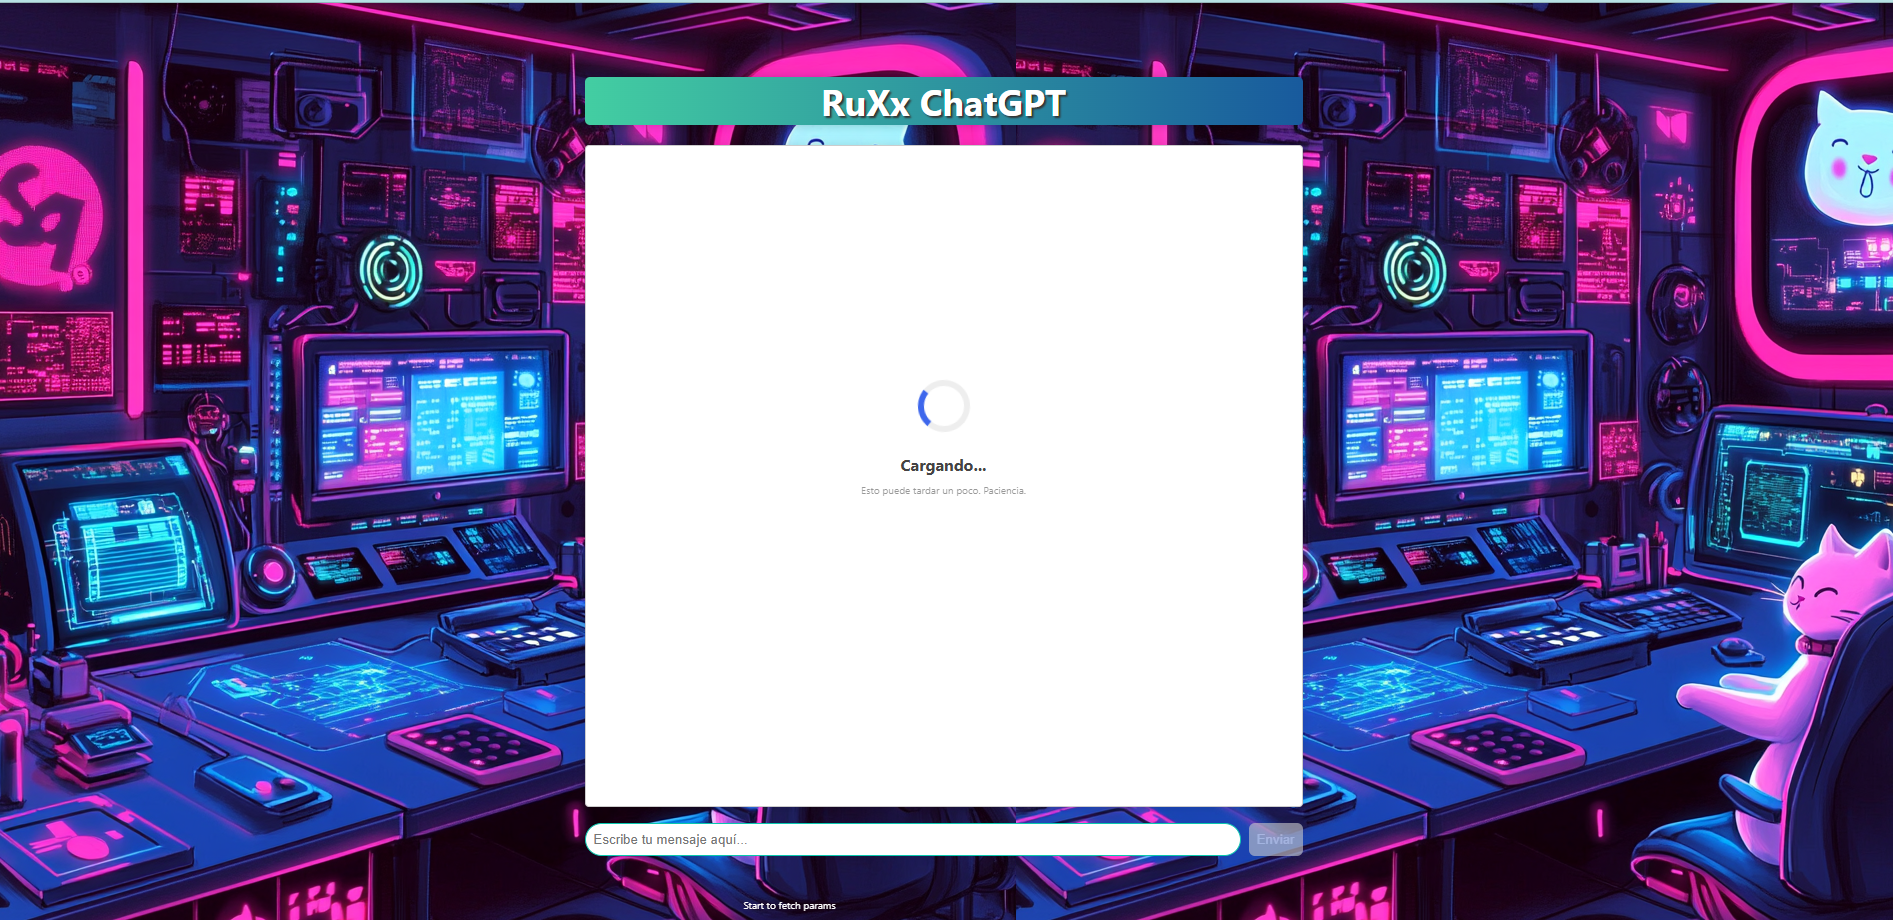 RuXx ChatGPT
Cargando...
Esto puede tardar un poco. Paciencia.
Escribe tu mensaje aquí...
Enviar
Start to fetch params